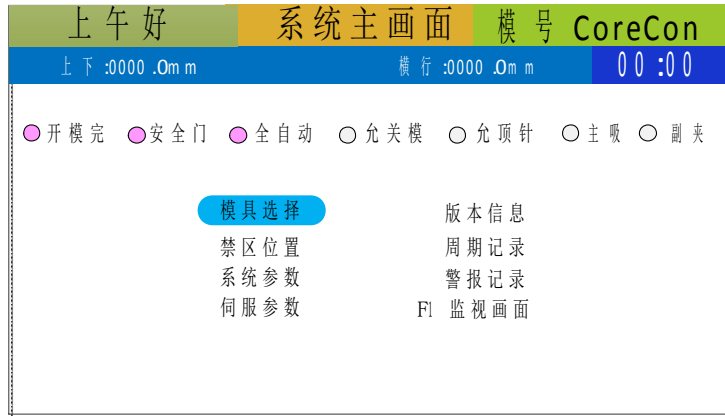 上午好 系统主画面 模号 CoreCon
上下:0000.0mm 横行:0000.0mm 00:00
开模完 安全门 全自动 允关模 允顶针 主吸 副夹
模具选择 版本信息
禁区位置 周期记录
系统参数 警报记录
伺服参数 F1 监视画面